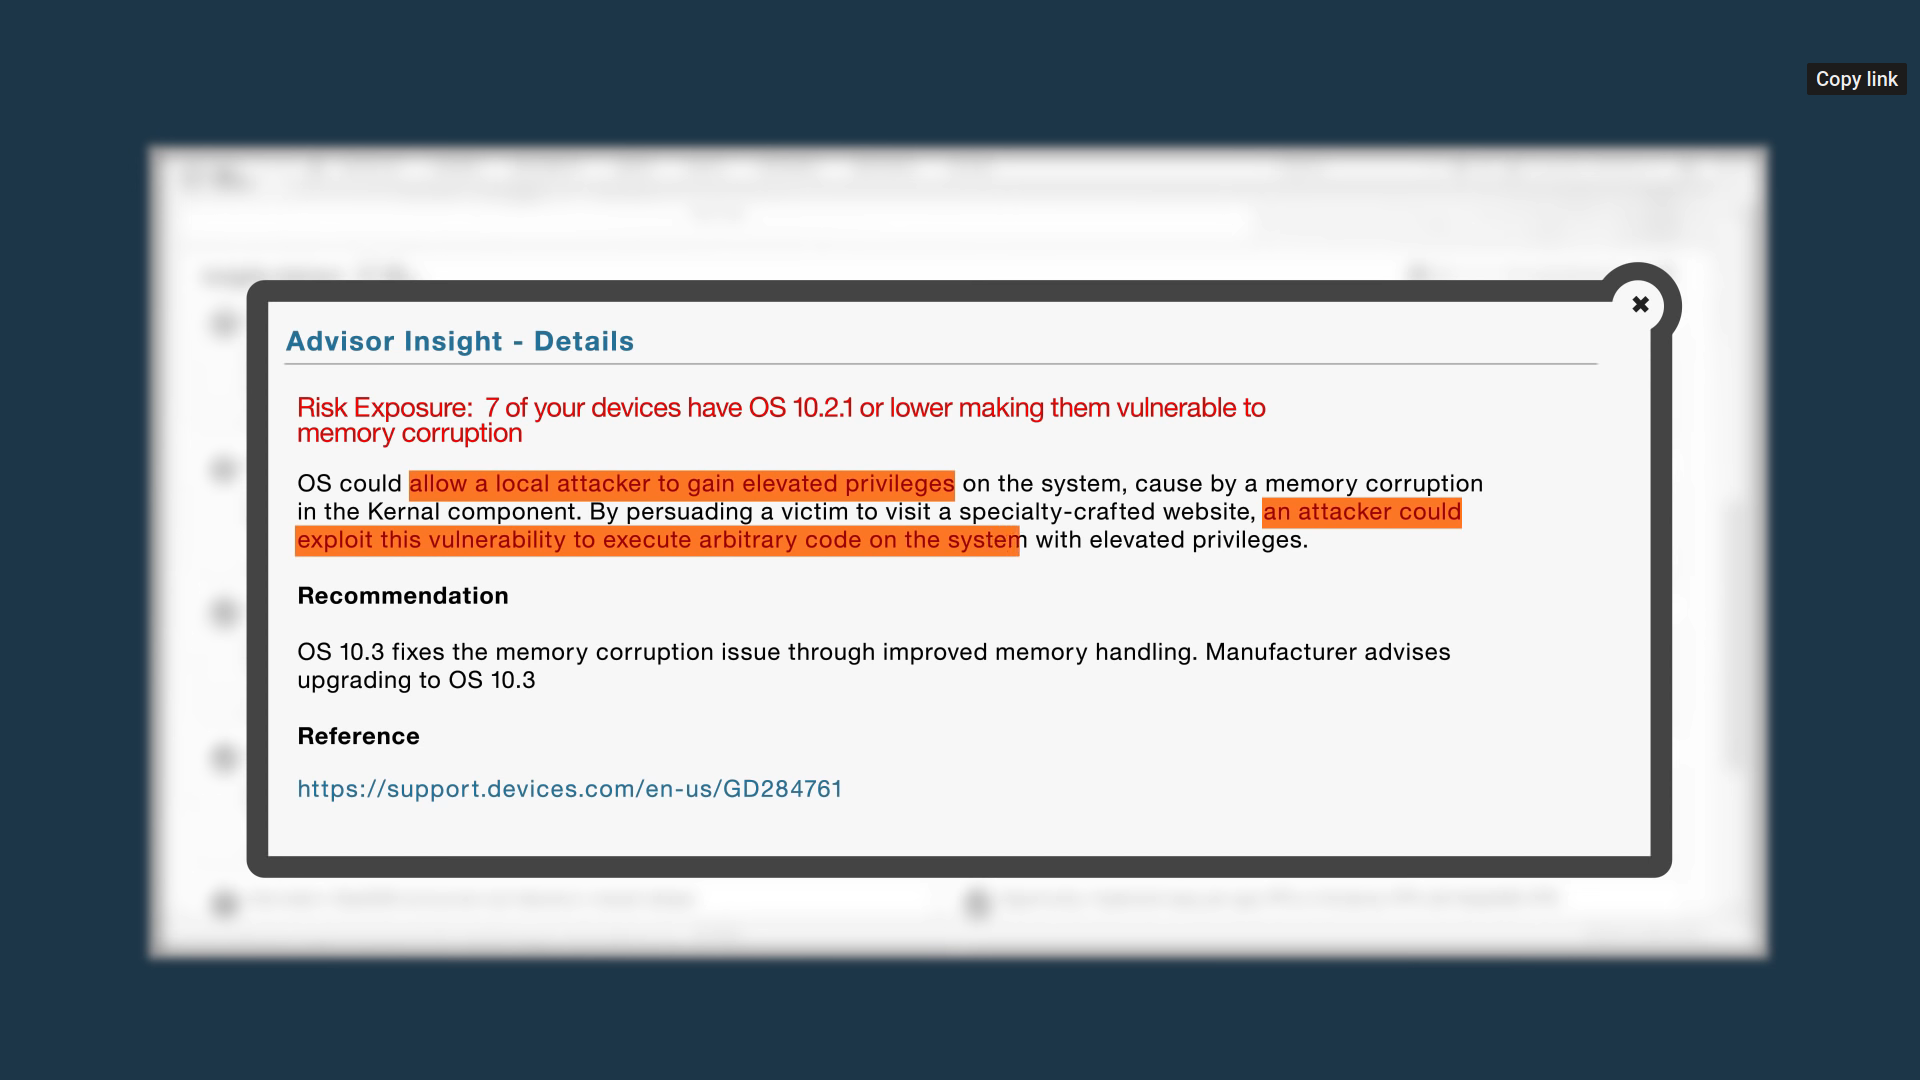 Copy link
Advisor Insight - Details
Risk Exposure: 7 of your devices have OS 10.2.1 or lower making them vulnerable to
memory corruption
OS could allow a local attacker to gain elevated privileges on the system, cause by a memory corruption
in the Kernal component. By persuading a victim to visit a specialty-crafted website, an attacker could
exploit this vulnerability to execute arbitrary code on the system with elevated privileges.
Recommendation
OS 10.3 fixes the memory corruption issue through improved memory handling. Manufacturer advises
upgrading to OS 10.3
Reference
https://support.devices.com/en-us/GD284761